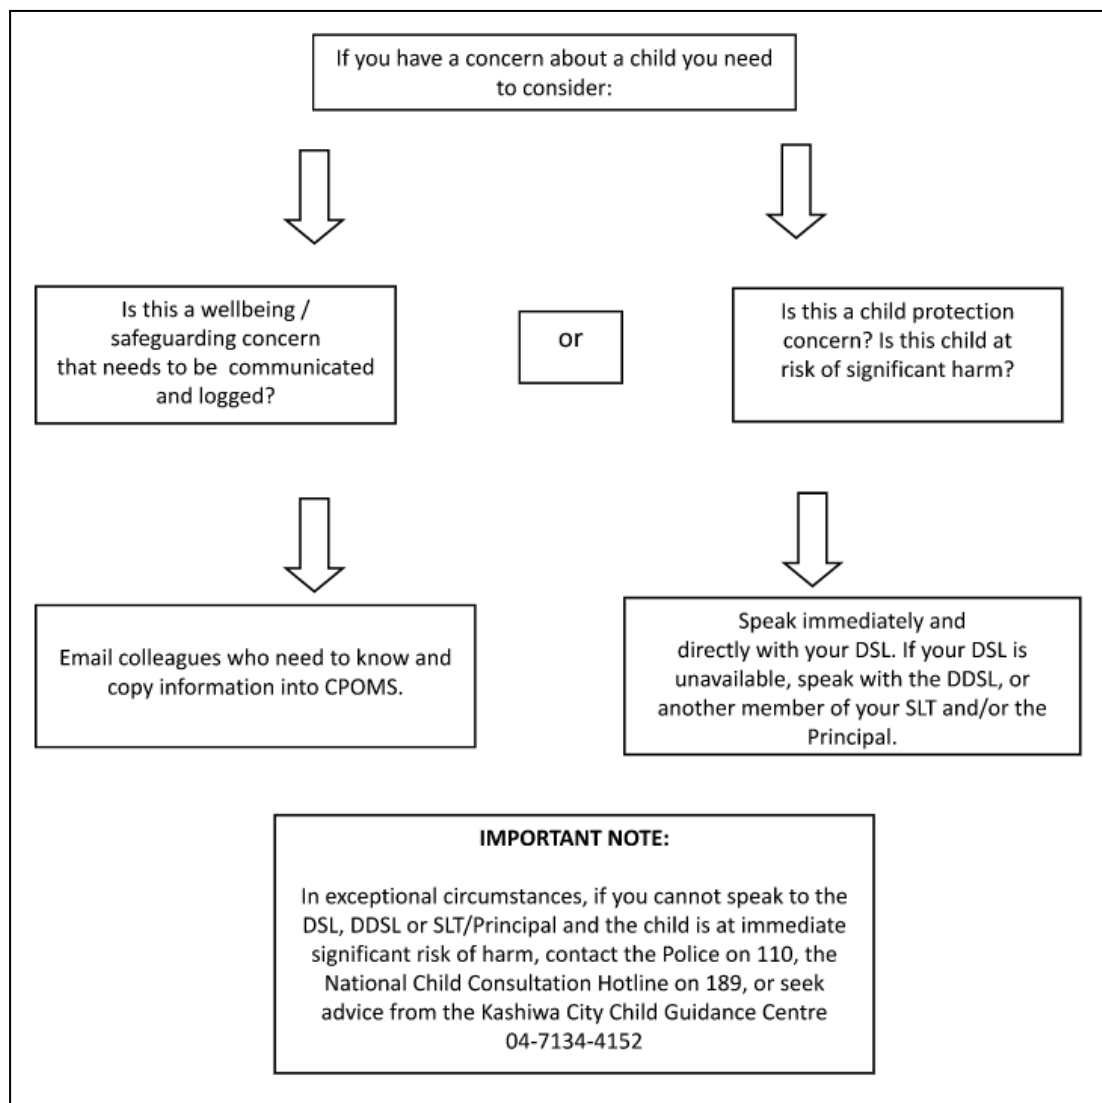 If you have a concern about a child you need
to consider:
Is this a wellbeing /
safeguarding concern
that needs to be  communicated
and logged?
or
Is this a child protection
concern? Is this child at
risk of significant harm?
Email colleagues who need to know and
copy information into CPOMS.
Speak immediately and
directly with your DSL. If your DSL is
unavailable, speak with the DDSL, or
another member of your SLT and/or the
Principal.
IMPORTANT NOTE:
In exceptional circumstances, if you cannot speak to the
DSL, DDSL or SLT/Principal and the child is at immediate
significant risk of harm, contact the Police on 110, the
National Child Consultation Hotline on 189, or seek
advice from the Kashiwa City Child Guidance Centre
04-7134-4152